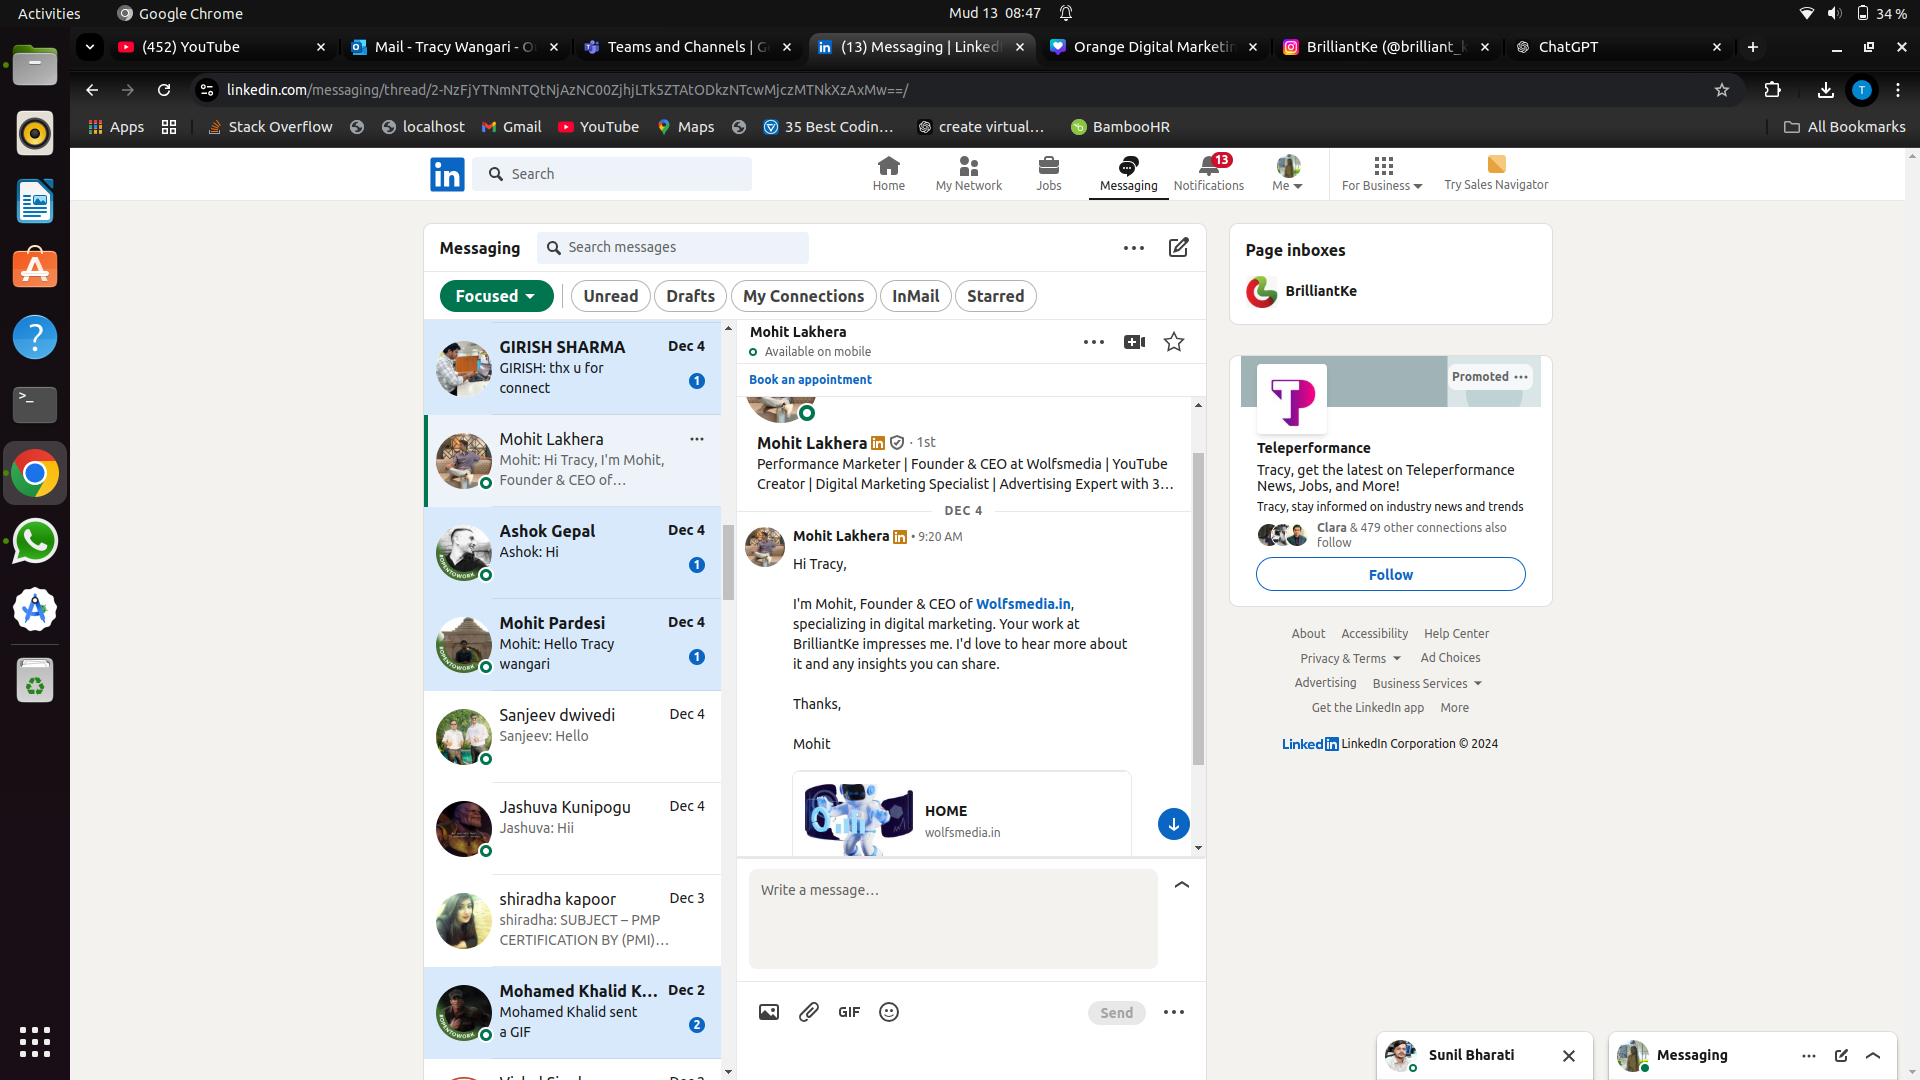 Activities
Google Chrome
Mud 13 08:47
34 %
(452) YouTube
Mail - Tracy Wangari - O
Teams and Channels | G
(13) Messaging | Linked
Orange Digital Marketin
BrilliantKe (@brilliant_k
ChatGPT
linkedin.com/messaging/thread/2-NzFjYTNmNTQtNjAzNC00ZjhjLTk5ZTAtODkzNTcwMjczMTNkXzAxMw==/
T
Apps
Stack Overflow
localhost
Gmail
YouTube
Maps
35 Best Codin…
create virtual…
BambooHR
All Bookmarks
in
Search
Home
My Network
Jobs
Messaging
13
Notifications
Me
For Business
Try Sales Navigator
Messaging
Search messages
Focused
Unread
Drafts
My Connections
InMail
Starred
GIRISH SHARMA
Dec 4
GIRISH: thx u for
connect
1
Mohit Lakhera
Mohit: Hi Tracy, I'm Mohit,
Founder & CEO of…
Ashok Gepal
Dec 4
Ashok: Hi
1
Mohit Pardesi
Dec 4
Mohit: Hello Tracy
wangari
1
Sanjeev dwivedi
Dec 4
Sanjeev: Hello
Jashuva Kunipogu
Dec 4
Jashuva: Hii
shiradha kapoor
Dec 3
shiradha: SUBJECT – PMP
CERTIFICATION BY (PMI)…
Mohamed Khalid K…
Dec 2
Mohamed Khalid sent
a GIF
2
Mohit Lakhera
Available on mobile
Book an appointment
Mohit Lakhera in · 1st
Performance Marketer | Founder & CEO at Wolfsmedia | YouTube
Creator | Digital Marketing Specialist | Advertising Expert with 3…
DEC 4
Mohit Lakhera in • 9:20 AM
Hi Tracy,
I'm Mohit, Founder & CEO of Wolfsmedia.in,
specializing in digital marketing. Your work at
BrilliantKe impresses me. I'd love to hear more about
it and any insights you can share.
Thanks,
Mohit
HOME
wolfsmedia.in
Write a message…
GIF
Send
Page inboxes
BrilliantKe
Promoted
Teleperformance
Tracy, get the latest on Teleperformance
News, Jobs, and More!
Tracy, stay informed on industry news and trends
Clara & 479 other connections also
follow
Follow
About
Accessibility
Help Center
Privacy & Terms
Ad Choices
Advertising
Business Services
Get the LinkedIn app
More
LinkedIn LinkedIn Corporation © 2024
Sunil Bharati
Messaging